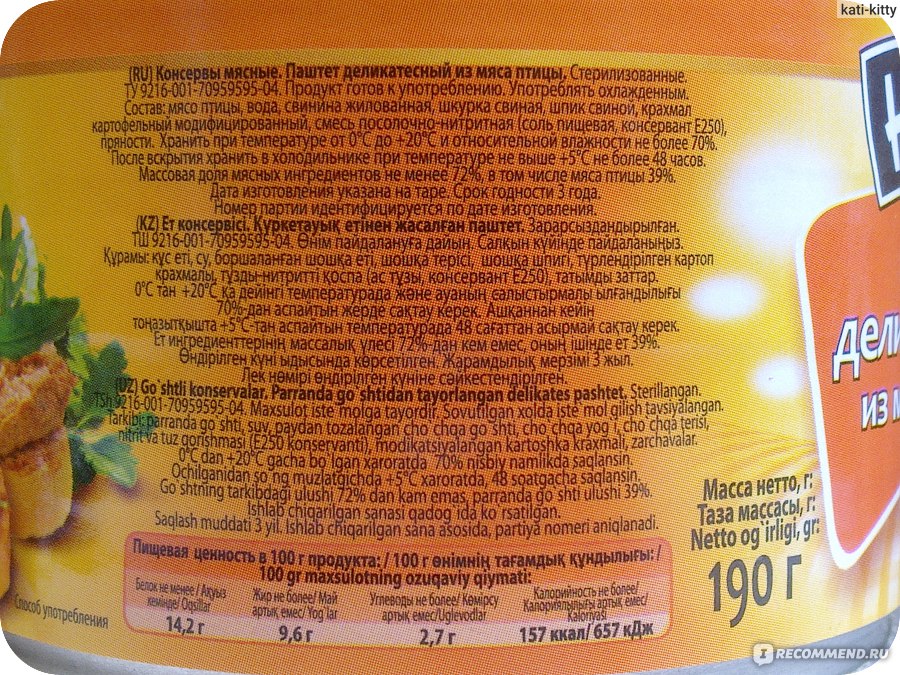 kati-kitty
(RU) Консервы мясные. Паштет деликатесный из мяса птицы. Стерилизованные.
ТУ 9216-001-70959595-04. Продукт готов к употреблению. Употреблять охлажденным.
Состав: мясо птицы, вода, свинина жилованная, шкурка свиная, шпик свиной, крахмал
картофельный модифицированный, смесь посолочно-нитритная (соль пищевая, консервант Е250),
пряности. Хранить при температуре от 0°С до +20°С и относительной влажности не более 70%.
После вскрытия хранить в холодильнике при температуре не выше +5°С не более 48 часов.
Массовая доля мясных ингредиентов не менее 72%, в том числе мяса птицы 39%.
Дата изготовления указана на таре. Срок годности 3 года.
Номер партии идентифицируется по дате изготовления.
(KZ) Ет консервісі. Күркетауық етінен жасалған паштет. Зарарсыздандырылған.
ТШ 9216-001-70959595-04. Өнім пайдалануға дайын. Салқын күйінде пайдаланыңыз.
Құрамы: құс еті, су, боршаланған шошқа еті, шошқа терісі, шошқа шпигі, түрлендірілген картоп
крахмалы, тұзды-нитритті қоспа (ас тұзы, консервант Е250), татымды заттар.
0°С тан +20°С қа дейінгі температурада және ауаның салыстырмалы ылғандылығы
70%-дан аспайтын жерде сақтау керек. Ашқаннан кейін
тоңазытқышта +5°С-тан аспайтын температурада 48 сағаттан асырмай сақтау керек.
Ет ингредиенттерінің массалық үлесі 72%-дан кем емес, оның ішінде ет 39%.
Өндірілген күні ыдысында көрсетілген. Жарамдылық мерзімі 3 жыл.
Лек нөмірі өндірілген күніне сәйкестендірілген.
(UZ) Go`shtli konservalar. Parranda go`shtidan tayorlangan delikates pashtet. Sterillangan.
Tsh 9216-001-70959595-04. Maxsulot iste`molga tayordir. Sovutilgan xolda iste`mol gilish tavsiyalangan.
Tarkibi: parranda go`shti, suv, paydan tozalangan cho`chqa go`shti, cho`chqa yog`i, cho`chqa terisi,
nitrit va tuz gorishmasi (E250 konservanti), modikatsiyalangan kartoshka kraxmali, zarchavalar.
0°C dan +20°C gacha bo`lgan xaroratda 70% nisbiy namlikda saqlansin.
Ochilganidan so`ng muzlatgichda +5°C xaroratda, 48 soatgacha saqlansin.
Go`shtning tarkibdagi ulushi 72% dan kam emas, parranda go`shti ulushi 39%.
Ishlab chiqarilgan sanasi qadog`ida ko`rsatilgan.
Saqlash muddati 3 yil. Ishlab chiqarilgan sana asosida, partiya nomeri aniqlanadi.
Пищевая ценность в 100 г продукта: / 100 г өнімнің тағамдық құндылығы: /
100 gr maxsulotning ozuqaviy qiymati:
Белок не менее / Ақуыз кемінде/ Oqsillar
14,2 г
Жир не более/ Май артық емес/ Yog`lar
9,6 г
Углеводы не более/ Көмірсу артық емес/Uglevodlar
2,7 г
Калорийность не более/ Калориялылығы артық емес/ Kaloriyasi
157 ккал/ 657 кДж
Способ употребления
Масса нетто, г:
Таза массасы, г:
Netto og`irligi, gr:
190 г
дели
из м
IRECOMMEND.RU